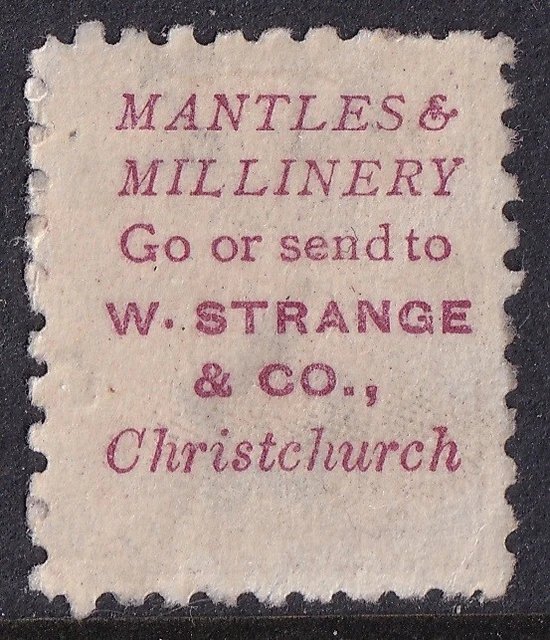 MANTLES &
MILLINERY
Go or send to
W. STRANGE
& CO.,
Christchurch